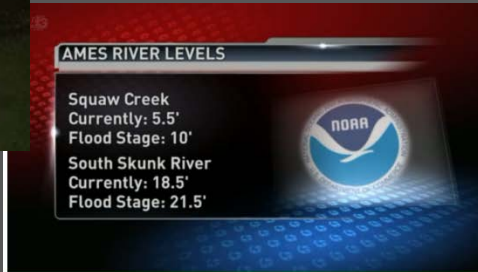 AMES RIVER LEVELS
Squaw Creek
Currently: 5.5'
Flood Stage: 10'
South Skunk River
Currently: 18.5'
Flood Stage: 21.5'
NOAA